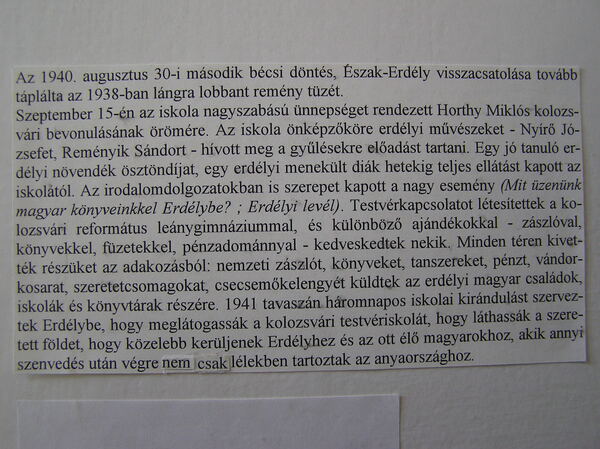 Az 1940. augusztus 30-i második bécsi döntés, Észak-Erdély visszacsatolása tovább
táplálta az 1938-ban lángra lobbant remény tüzét.
Szeptember 15-én az iskola nagyszabású ünnepséget rendezett Horthy Miklós kolozs-
vári bevonulásának örömére. Az iskola önképzőköre erdélyi művészeket - Nyírő Jó-
zsefet, Reményik Sándort - hívott meg a gyűlésekre előadást tartani. Egy jó tanuló er-
délyi növendék ösztöndíjat, egy erdélyi menekült diák hetekig teljes ellátást kapott az
iskolától. Az irodalomdolgozatokban is szerepet kapott a nagy esemény (Mit üzenünk
magyar könyveinkkel Erdélybe? ; Erdélyi levél). Testvérkapcsolatot létesítettek a ko-
lozsvári református leánygimnáziummal, és különböző ajándékokkal - zászlóval,
könyvekkel, füzetekkel, pénzadománnyal - kedveskedtek nekik. Minden téren kivet-
ték részüket az adakozásból: nemzeti zászlót, könyveket, tanszereket, pénzt, vándor-
kosarat, szeretetcsomagokat, csecsemőkelengyét küldtek az erdélyi magyar családok,
iskolák és könyvtárak részére. 1941 tavaszán háromnapos iskolai kirándulást szervez-
tek Erdélybe, hogy meglátogassák a kolozsvári testvériskolát, hogy láthassák a szere-
tett földet, hogy közelebb kerüljenek Erdélyhez és az ott élő magyarokhoz, akik annyi
szenvedés után végre nem csak lélekben tartoztak az anyaországhoz.